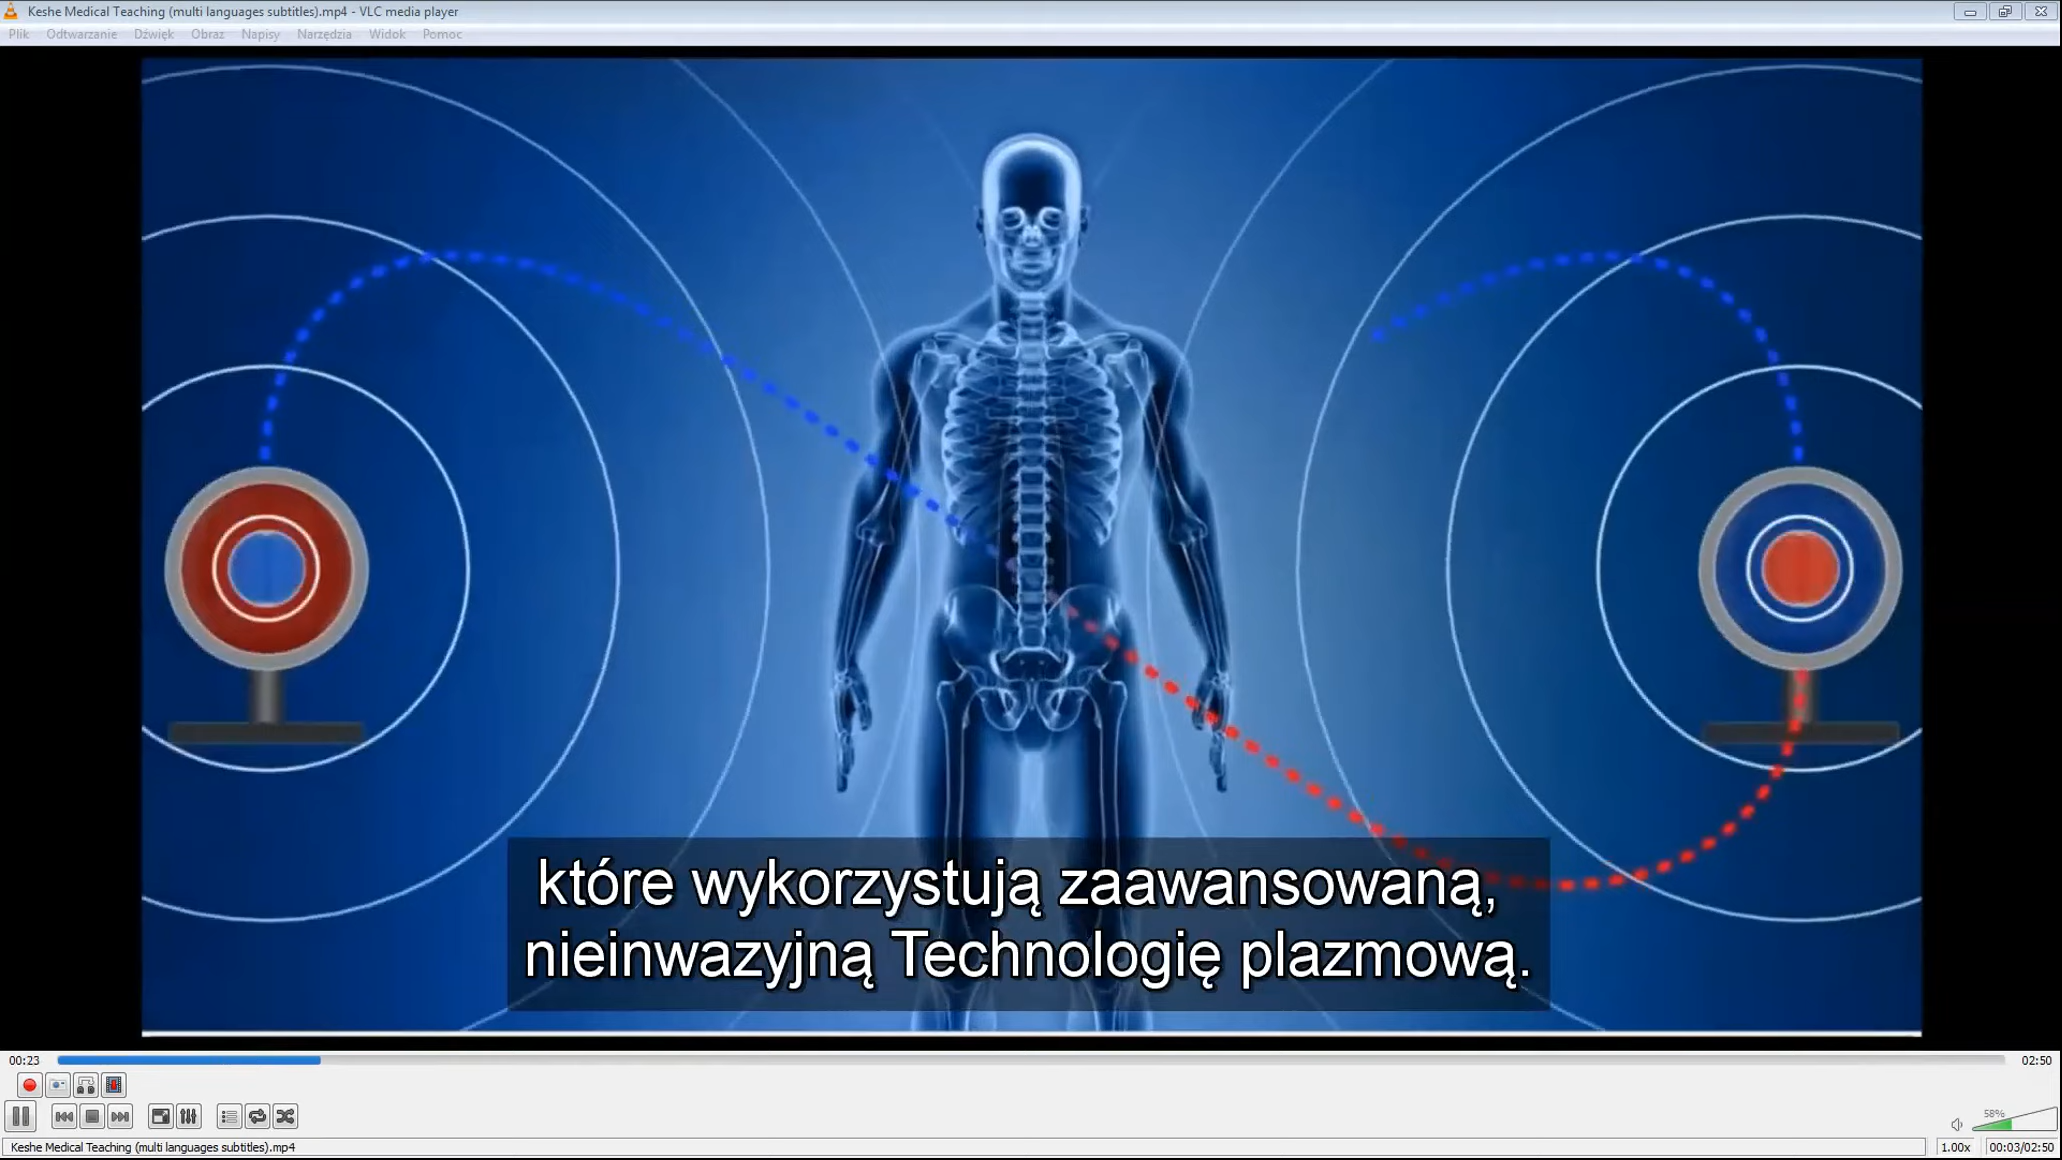 Keshe Medical Teaching (multi languages subtitles).mp4 - VLC media player
Plik Odtwarzanie Dźwięk Obraz Napisy Narzędzia Widok Pomoc
które wykorzystują zaawansowaną,
nieinwazyjną Technologię plazmową.
00:23 02:50
58%
Keshe Medical Teaching (multi languages subtitles).mp4 1.00x 00:03/02:50